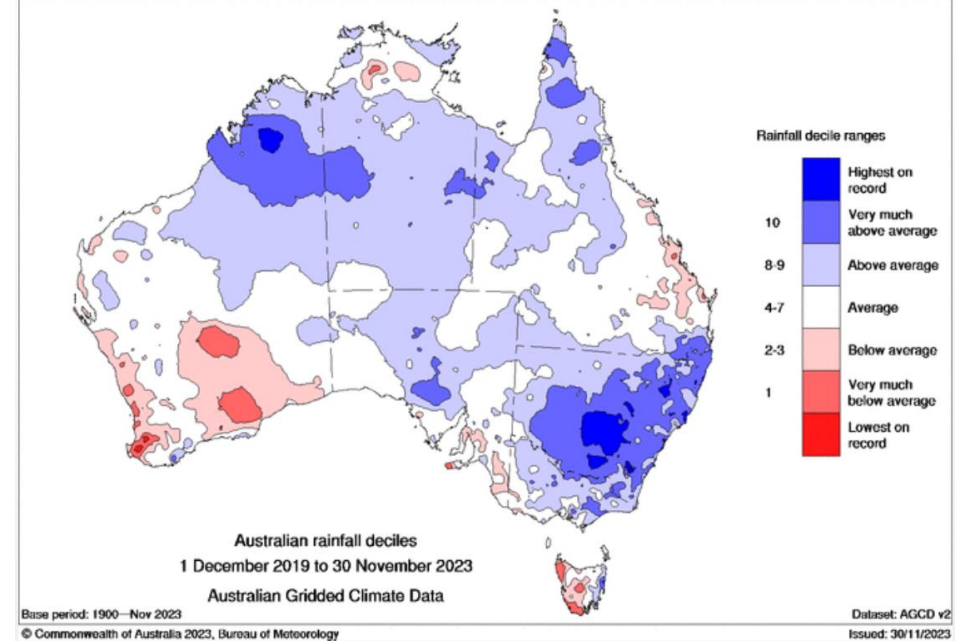 Rainfall decile ranges
Highest on
record
10
Very much
above average
8-9
Above average
4-7
Average
2-3
Below average
1
Very much
below average
Lowest on
record
Australian rainfall deciles
1 December 2019 to 30 November 2023
Australian Gridded Climate Data
Base period: 1900—Nov 2023
Dataset: AGCD v2
© Commonwealth of Australia 2023, Bureau of Meteorology
Issued: 30/11/2023